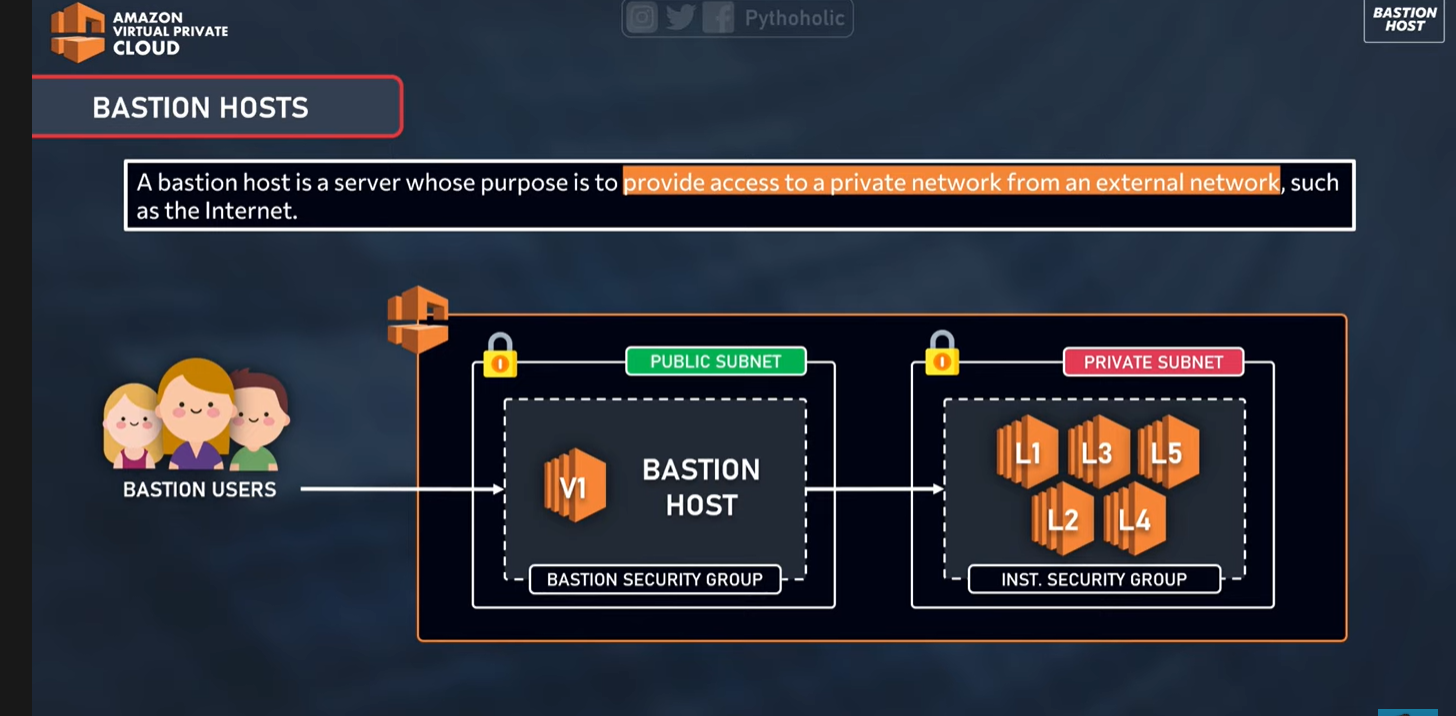 AMAZON
VIRTUAL PRIVATE
CLOUD
Pythoholic
BASTION
HOST
BASTION HOSTS
A bastion host is a server whose purpose is to provide access to a private network from an external network, such
as the Internet.
PUBLIC SUBNET
PRIVATE SUBNET
L1 L3 L5
BASTION
V1
HOST
L2 L4
BASTION USERS
BASTION SECURITY GROUP
INST. SECURITY GROUP